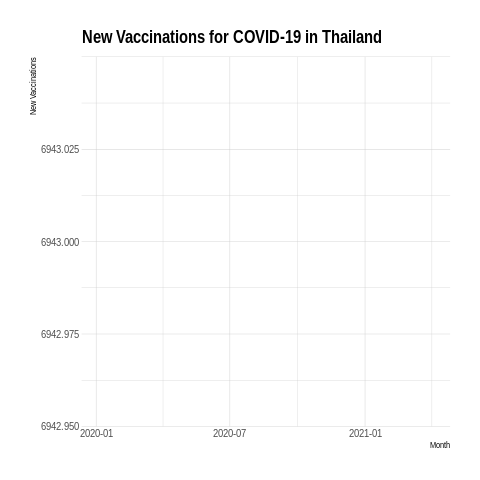 New Vaccinations for COVID-19 in Thailand
New Vaccinations
6943.025
6943.000
6942.975
6942.950
2020-01 2020-07 2021-01
Month